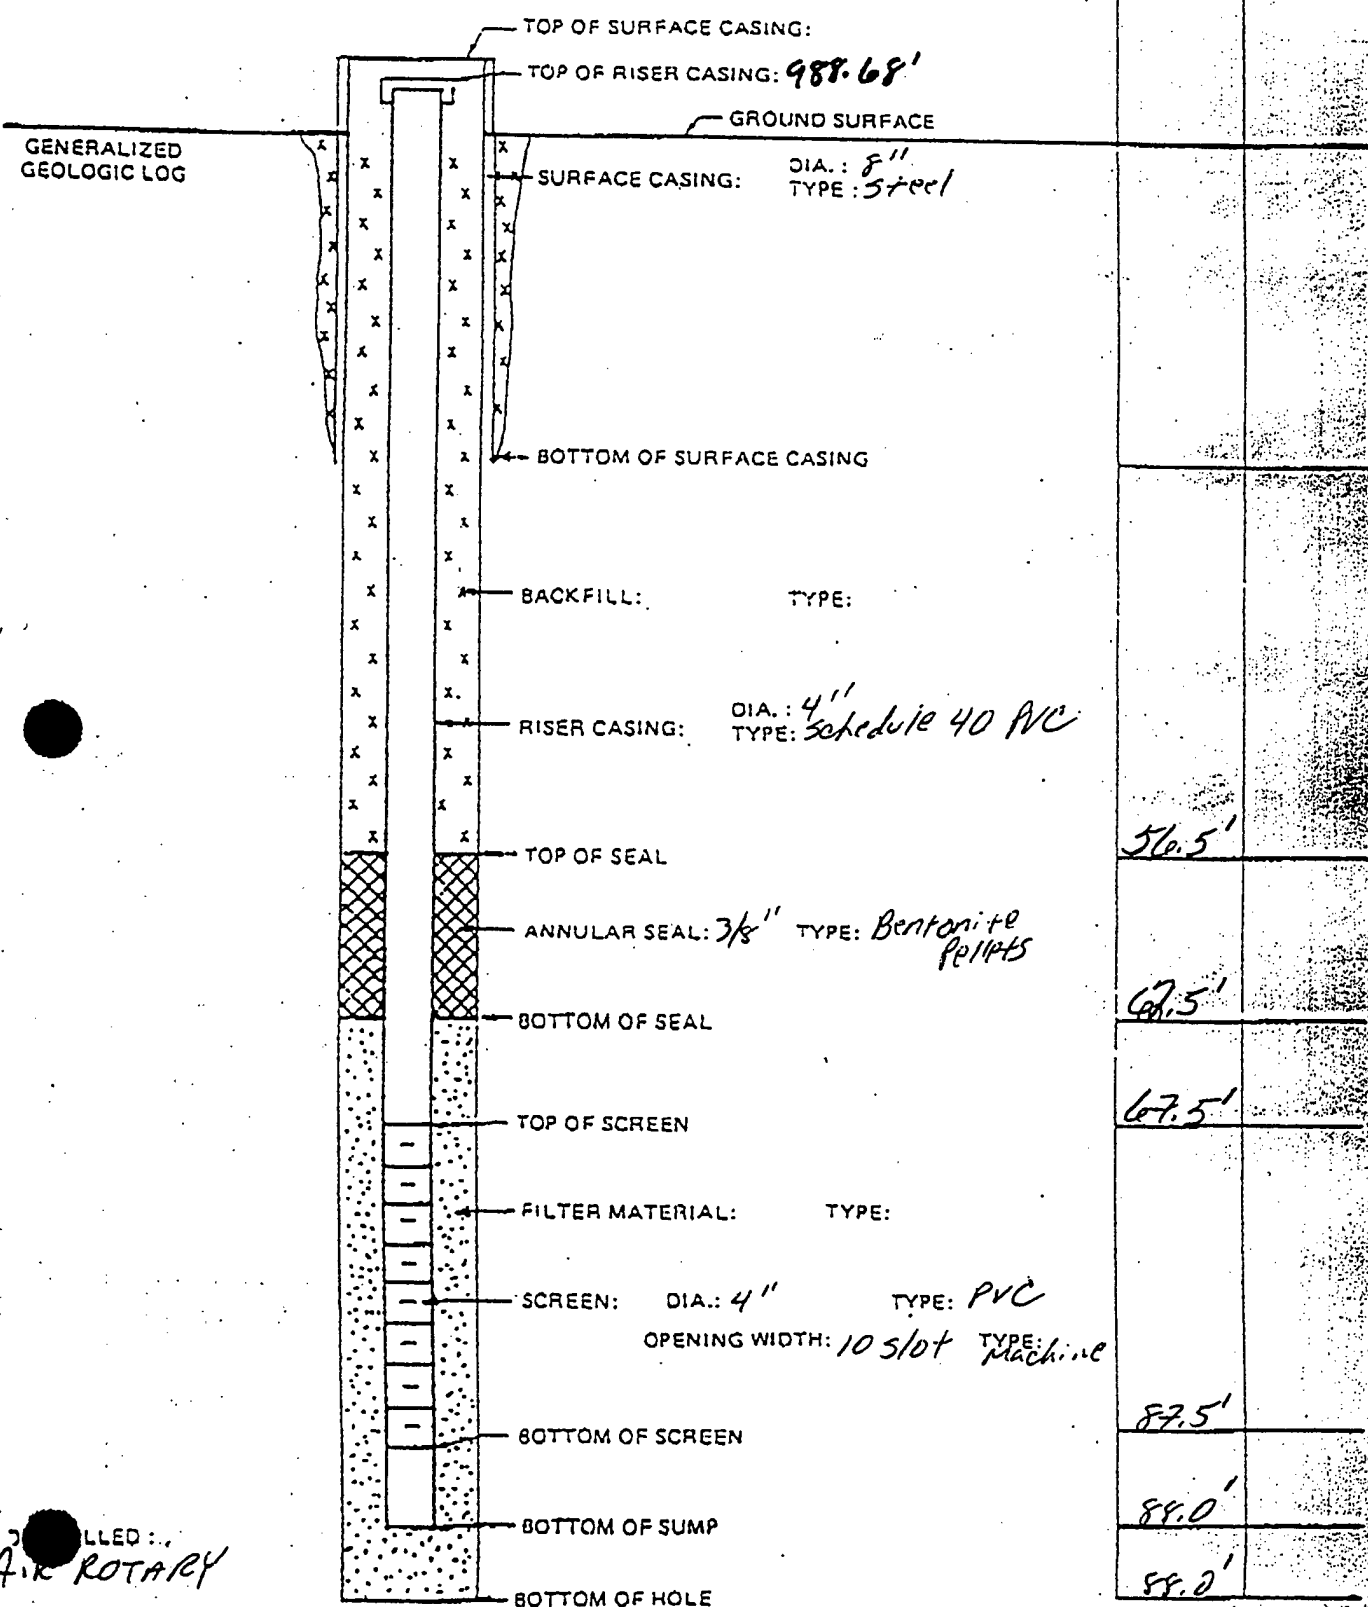 TOP OF SURFACE CASING:
TOP OF RISER CASING: 988.68'
GROUND SURFACE
GENERALIZED
GEOLOGIC LOG
SURFACE CASING: DIA.: 8"
TYPE: Steel
BOTTOM OF SURFACE CASING
BACKFILL: TYPE:
RISER CASING: DIA.: 4"
TYPE: Schedule 40 PVC
56.5'
TOP OF SEAL
ANNULAR SEAL: 3/8" TYPE: Bentonite
Pellets
62.5'
BOTTOM OF SEAL
67.5'
TOP OF SCREEN
FILTER MATERIAL: TYPE:
SCREEN: DIA.: 4" TYPE: PVC
OPENING WIDTH: 10 slot TYPE: Machine
87.5'
BOTTOM OF SCREEN
88.0'
BOTTOM OF SUMP
LLED:
AIR ROTARY
88.0'
BOTTOM OF HOLE